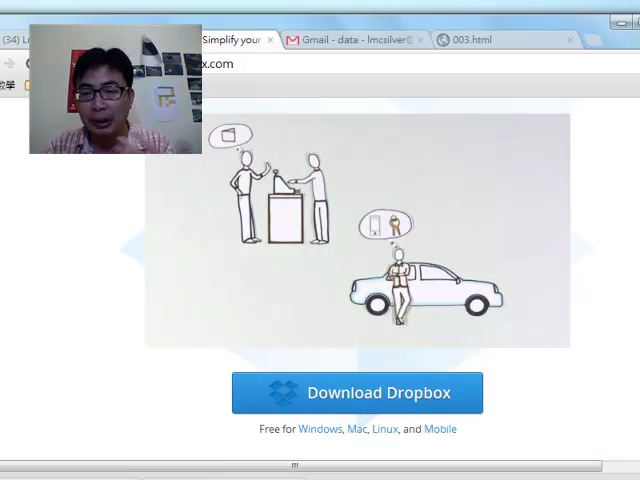 (34) L
Simplify your
Gmail - data - lmcsilver@
003.html
x.com
教學
Download Dropbox
Free for Windows, Mac, Linux, and Mobile